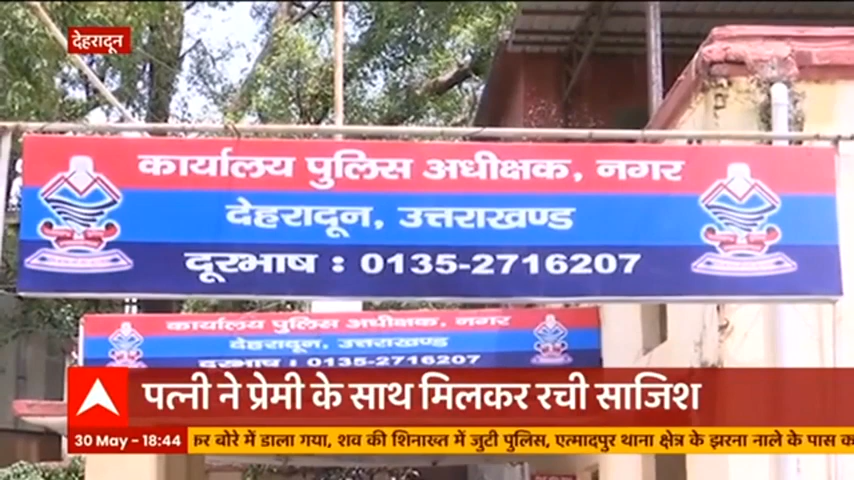 देहरादून
कार्यालय पुलिस अधीक्षक, नगर
देहरादून, उत्तराखण्ड
दूरभाष : 0135-2716207
कार्यालय पुलिस अधीक्षक, नगर
देहरादून, उत्तराखण्ड
दूरभाष : 0135-2716207
पत्नी ने प्रेमी के साथ मिलकर रची साजिश
30 May - 18:44
कर बोरे में डाला गया, शव की शिनाख्त में जुटी पुलिस, एत्मादपुर थाना क्षेत्र के झरना नाले के पास का